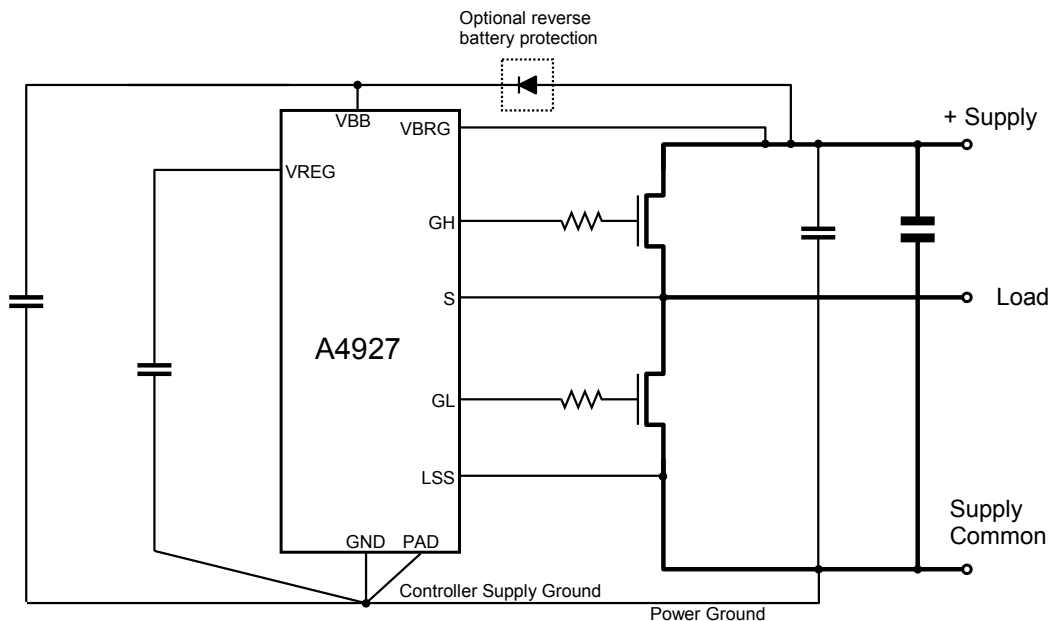 Optional reverse
battery protection
VBB
VBRG
+ Supply
VREG
GH
S
Load
A4927
GL
LSS
Supply
Common
GND
PAD
Controller Supply Ground
Power Ground